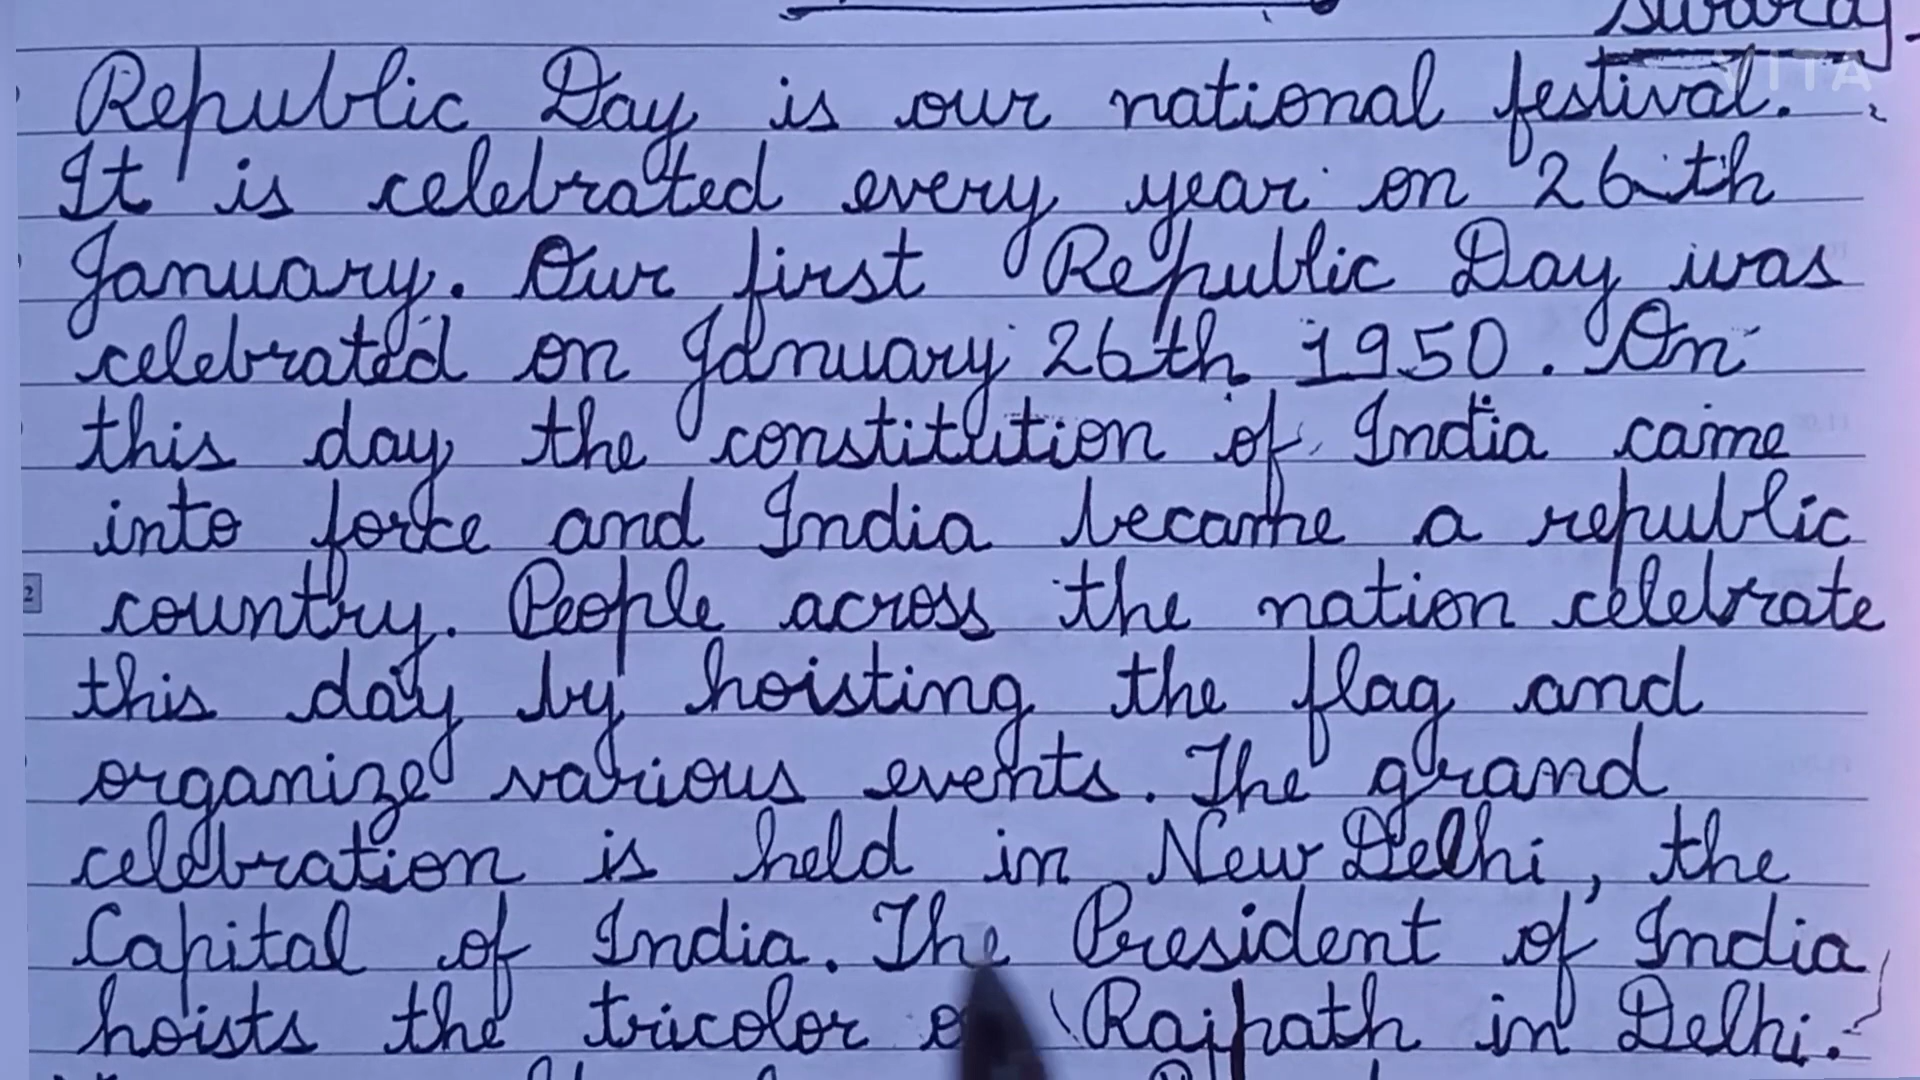 swaraj
VITA
Republic Day is our national festival.
It is celebrated every year on 26th
January. Our first Republic Day was
celebrated on January 26th 1950. On
this day the constitution of India came
into force and India became a republic
country. People across the nation celebrate
this day by hoisting the flag and
organize various events. The grand
celebration is held in New Delhi, the
Capital of India. The President of India
hoists the tricolor Rajpath in Delhi.